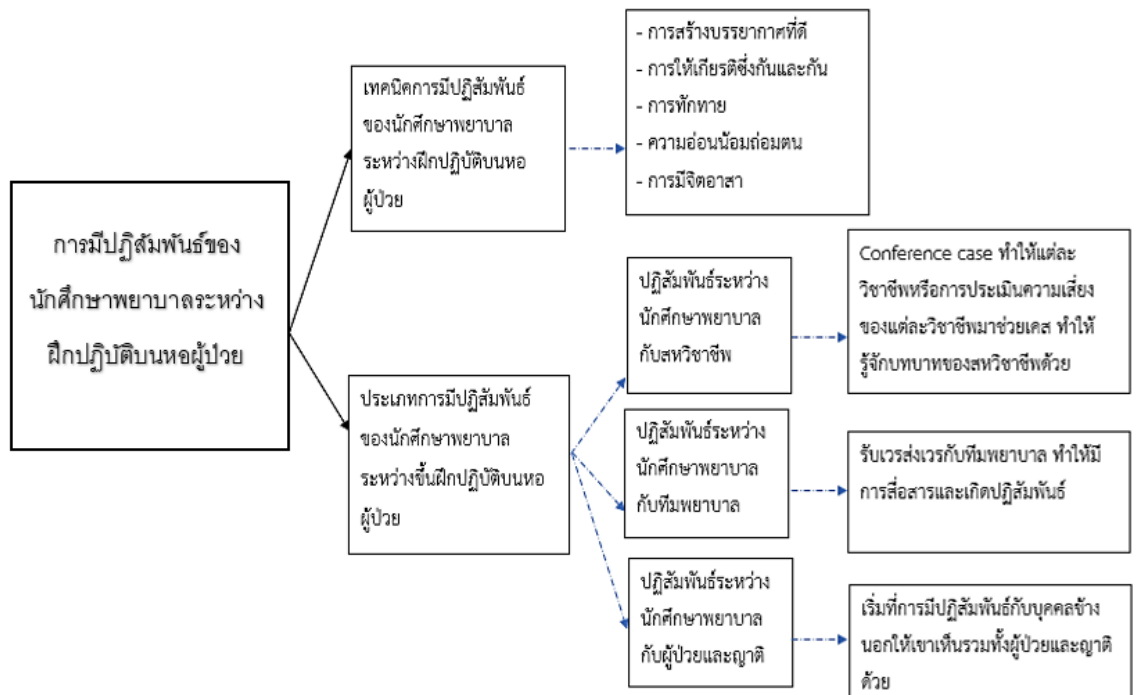 การมีปฏิสัมพันธ์ของ
นักศึกษาพยาบาลระหว่าง
ฝึกปฏิบัติบนหอผู้ป่วย
เทคนิคการมีปฏิสัมพันธ์
ของนักศึกษาพยาบาล
ระหว่างฝึกปฏิบัติบนหอ
ผู้ป่วย
- การสร้างบรรยากาศที่ดี
- การให้เกียรติซึ่งกันและกัน
- การทักทาย
- ความอ่อนน้อมถ่อมตน
- การมีจิตอาสา
ประเภทการมีปฏิสัมพันธ์
ของนักศึกษาพยาบาล
ระหว่างขึ้นฝึกปฏิบัติบนหอ
ผู้ป่วย
ปฏิสัมพันธ์ระหว่าง
นักศึกษาพยาบาล
กับสหวิชาชีพ
Conference case ทำให้แต่ละ
วิชาชีพหรือการประเมินความเสี่ยง
ของแต่ละวิชาชีพมาช่วยเคส ทำให้
รู้จักบทบาทของสหวิชาชีพด้วย
ปฏิสัมพันธ์ระหว่าง
นักศึกษาพยาบาล
กับทีมพยาบาล
รับเวรส่งเวรกับทีมพยาบาล ทำให้มี
การสื่อสารและเกิดปฏิสัมพันธ์
ปฏิสัมพันธ์ระหว่าง
นักศึกษาพยาบาล
กับผู้ป่วยและญาติ
เริ่มที่การมีปฏิสัมพันธ์กับบุคคลข้าง
นอกให้เขาเห็นรวมทั้งผู้ป่วยและญาติ
ด้วย